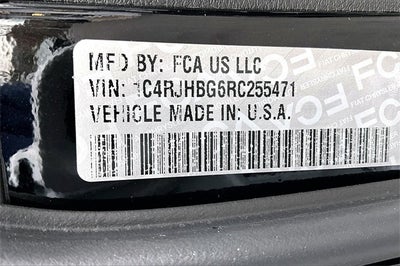 MFD BY: FCA US LLC
VIN: 1C4RJHBG6RC255471
VEHICLE MADE IN U.S.A.